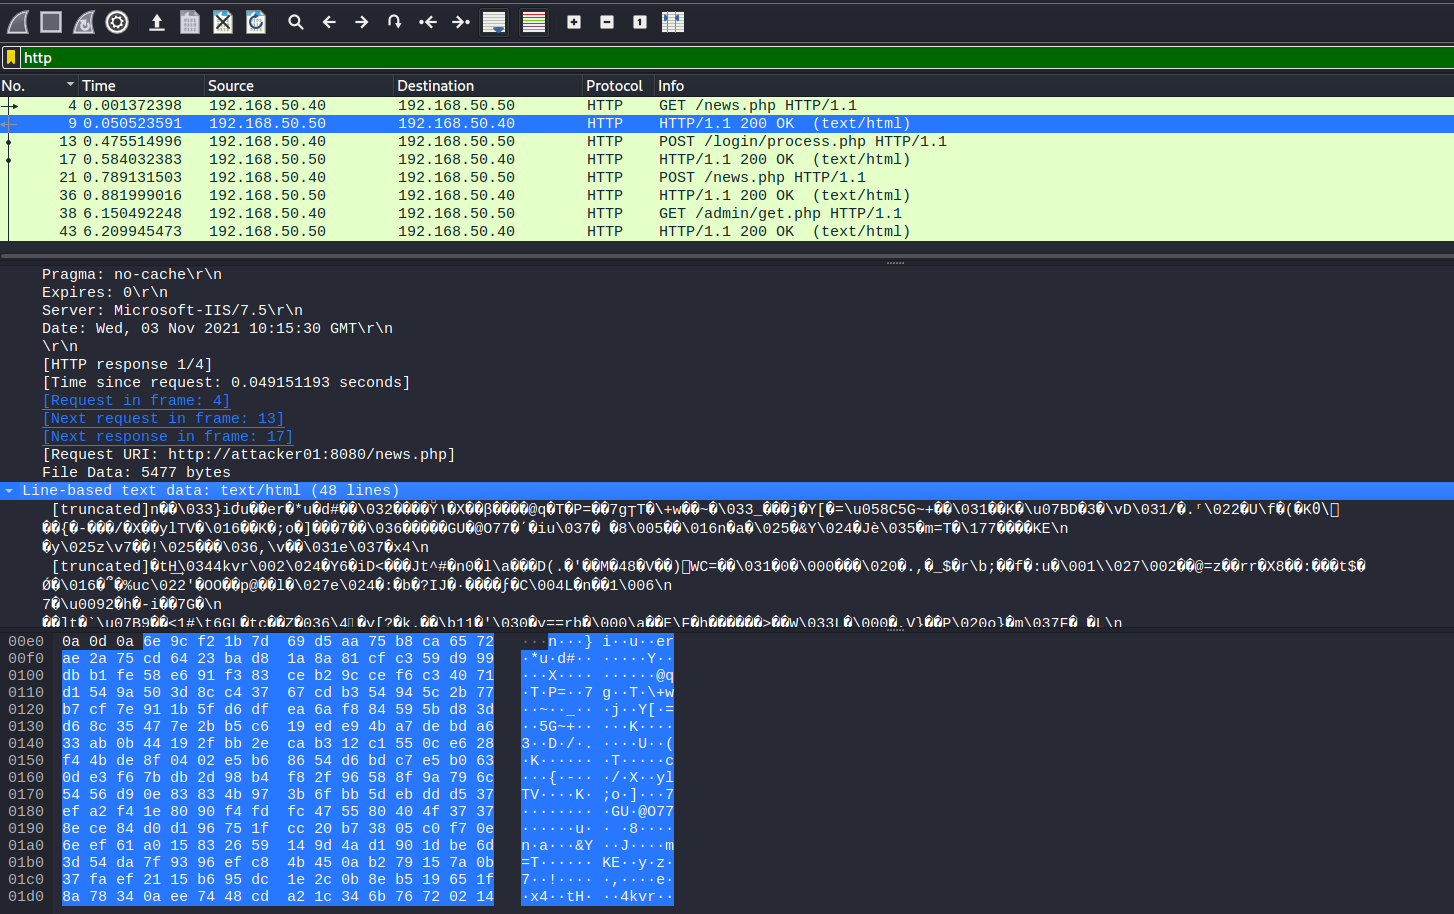 http
No. Time Source Destination Protocol Info
4 0.001372398 192.168.50.40 192.168.50.50 HTTP GET /news.php HTTP/1.1
9 0.050523591 192.168.50.50 192.168.50.40 HTTP HTTP/1.1 200 OK (text/html)
13 0.475514996 192.168.50.40 192.168.50.50 HTTP POST /login/process.php HTTP/1.1
17 0.584032383 192.168.50.50 192.168.50.40 HTTP HTTP/1.1 200 OK (text/html)
21 0.789131503 192.168.50.40 192.168.50.50 HTTP POST /news.php HTTP/1.1
36 0.881999016 192.168.50.50 192.168.50.40 HTTP HTTP/1.1 200 OK (text/html)
38 6.150492248 192.168.50.40 192.168.50.50 HTTP GET /admin/get.php HTTP/1.1
43 6.209945473 192.168.50.50 192.168.50.40 HTTP HTTP/1.1 200 OK (text/html)
Pragma: no-cache\r\n
Expires: 0\r\n
Server: Microsoft-IIS/7.5\r\n
Date: Wed, 03 Nov 2021 10:15:30 GMT\r\n
\r\n
[HTTP response 1/4]
[Time since request: 0.049151193 seconds]
[Request in frame: 4]
[Next request in frame: 13]
[Next response in frame: 17]
[Request URI: http://attacker01:8080/news.php]
File Data: 5477 bytes
Line-based text data: text/html (48 lines)
[truncated]
�y\025z\v7��!\025���\036,\v��\031e\037�x4\n
[truncated]
7�\u0092�h�-i��7G�\n
00e0 0a 0d 0a 6e 9c f2 1b 7d 69 d5 aa 75 b8 ca 65 72 ···n···} i··u··er
00f0 ae 2a 75 cd 64 23 ba d8 1a 8a 81 cf c3 59 d9 99 ·*u·d#·· ·····Y··
0100 db b1 fe 58 e6 91 f3 83 ce b2 9c ce f6 c3 40 71 ···X···· ······@q
0110 d1 54 9a 50 3d 8c c4 37 67 cd b3 54 94 5c 2b 77 ·T·P=··7 g··T·\+w
0120 b7 cf 7e 91 1b 5f d6 df ea 6a f8 84 59 5b d8 3d ··~··_·· ·j··Y[·=
0130 d6 8c 35 47 7e 2b b5 c6 19 ed e9 4b a7 de bd a6 ··5G~+·· ···K····
0140 33 ab 0b 44 19 2f bb 2e ca b3 12 c1 55 0c e6 28 3··D·/·. ····U··(
0150 f4 4b de 8f 04 02 e5 b6 86 54 d6 bd c7 e5 b0 63 ·K······ ·T·····c
0160 0d e3 f6 7b db 2d 98 b4 f8 2f 96 58 8f 9a 79 6c ···{·-·· ·/·X··yl
0170 54 56 d9 0e 83 83 4b 97 3b 6f bb 5d eb dd d5 37 TV····K· ;o·]···7
0180 ef a2 f4 1e 80 90 f4 fd fc 47 55 80 40 4f 37 37 ········ ·GU·@O77
0190 8e ce 84 d0 d1 96 75 1f cc 20 b7 38 05 c0 f7 0e ······u· · ·8····
01a0 6e ef 61 a0 15 83 26 59 14 9d 4a d1 90 1d be 6d n·a···&Y ··J····m
01b0 3d 54 da 7f 93 96 ef c8 4b 45 0a b2 79 15 7a 0b =T······ KE··y·z·
01c0 37 fa ef 21 15 b6 95 dc 1e 2c 0b 8e b5 19 65 1f 7··!···· ·,····e·
01d0 8a 78 34 0a ee 74 48 cd a2 1c 34 6b 76 72 02 14 ·x4··tH· ··4kvr··